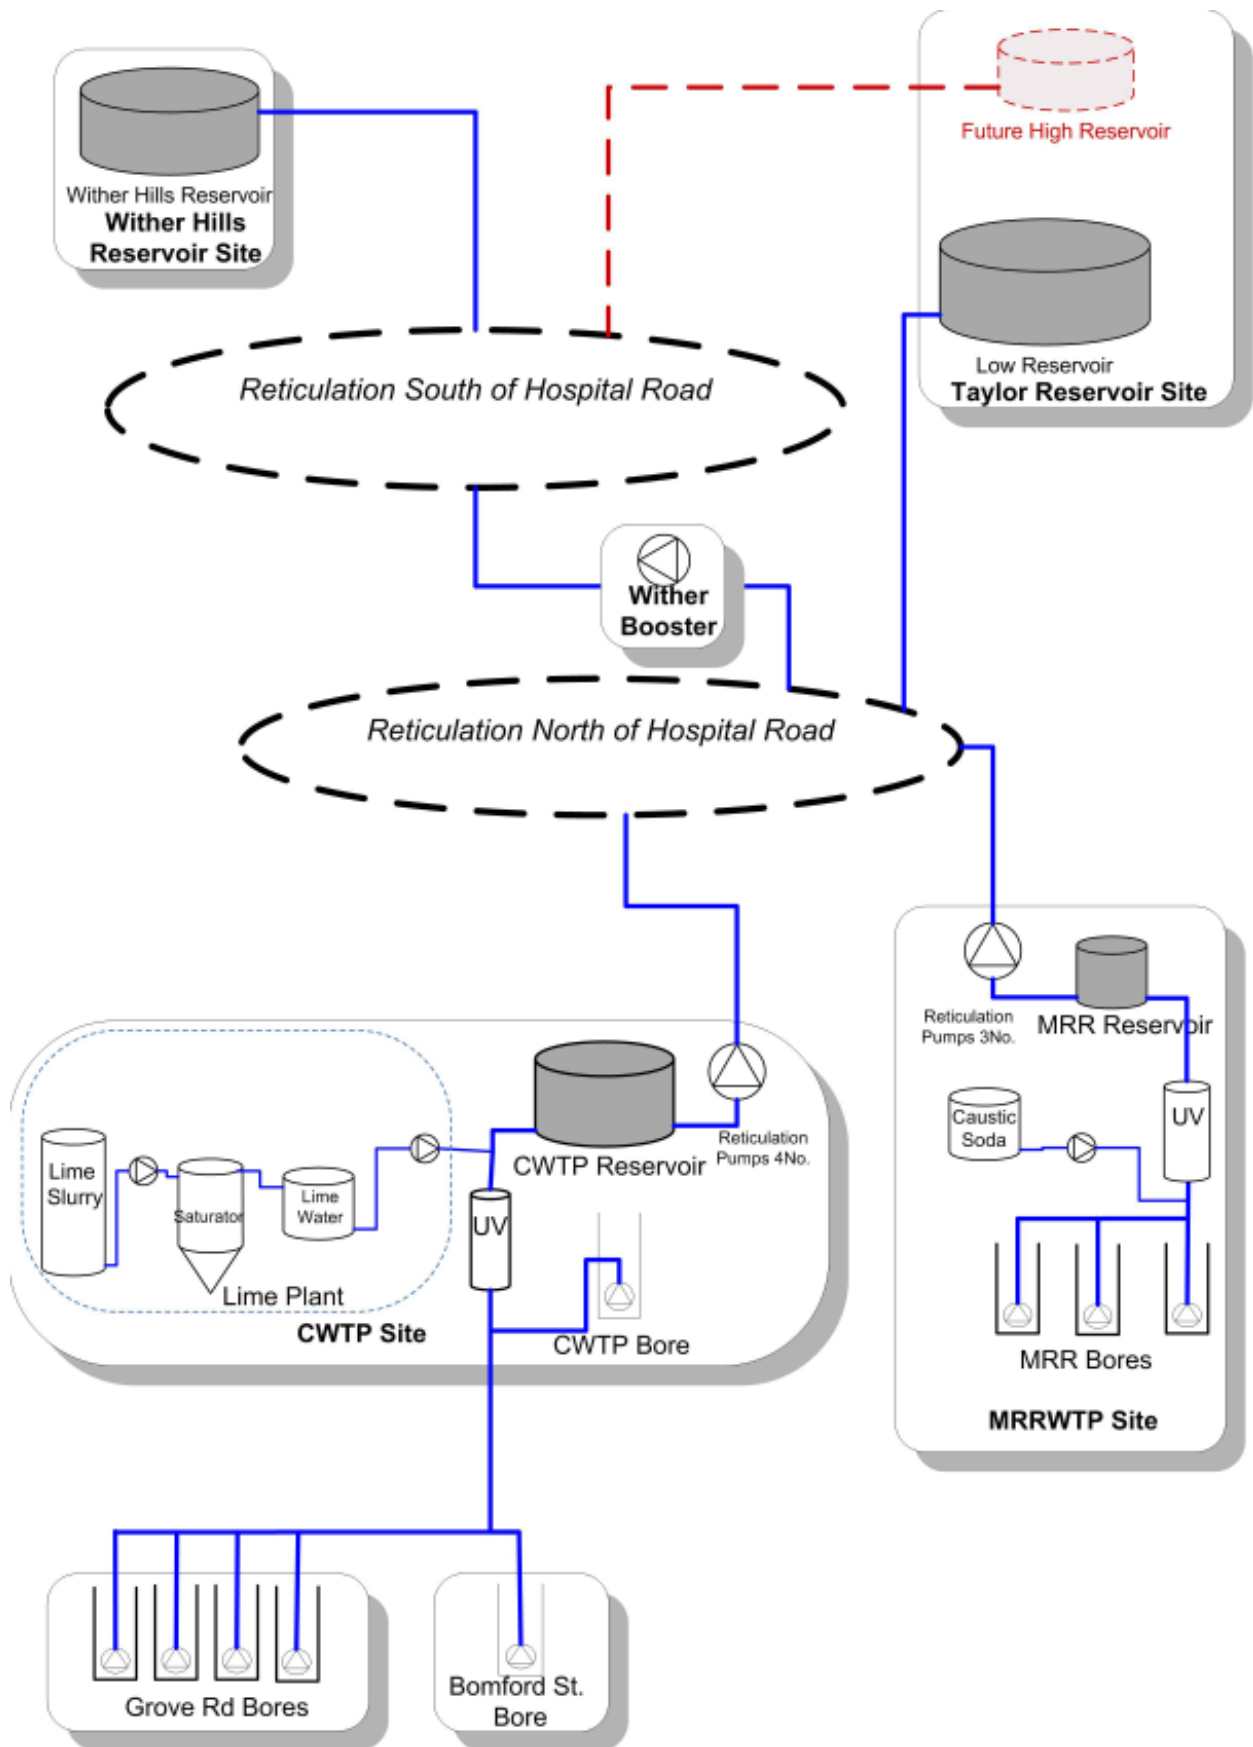 Future High Reservoir
Wither Hills Reservoir
Wither Hills
Reservoir Site
Low Reservoir
Taylor Reservoir Site
Reticulation South of Hospital Road
Wither
Booster
Reticulation North of Hospital Road
Reticulation
Pumps 3No.
MRR Reservoir
Caustic
Soda
UV
MRR Bores
MRRWTP Site
Reticulation
Pumps 4No.
CWTP Reservoir
Lime
Slurry
Saturator
Lime
Water
UV
Lime Plant
CWTP Site
CWTP Bore
Grove Rd Bores
Bomford St.
Bore